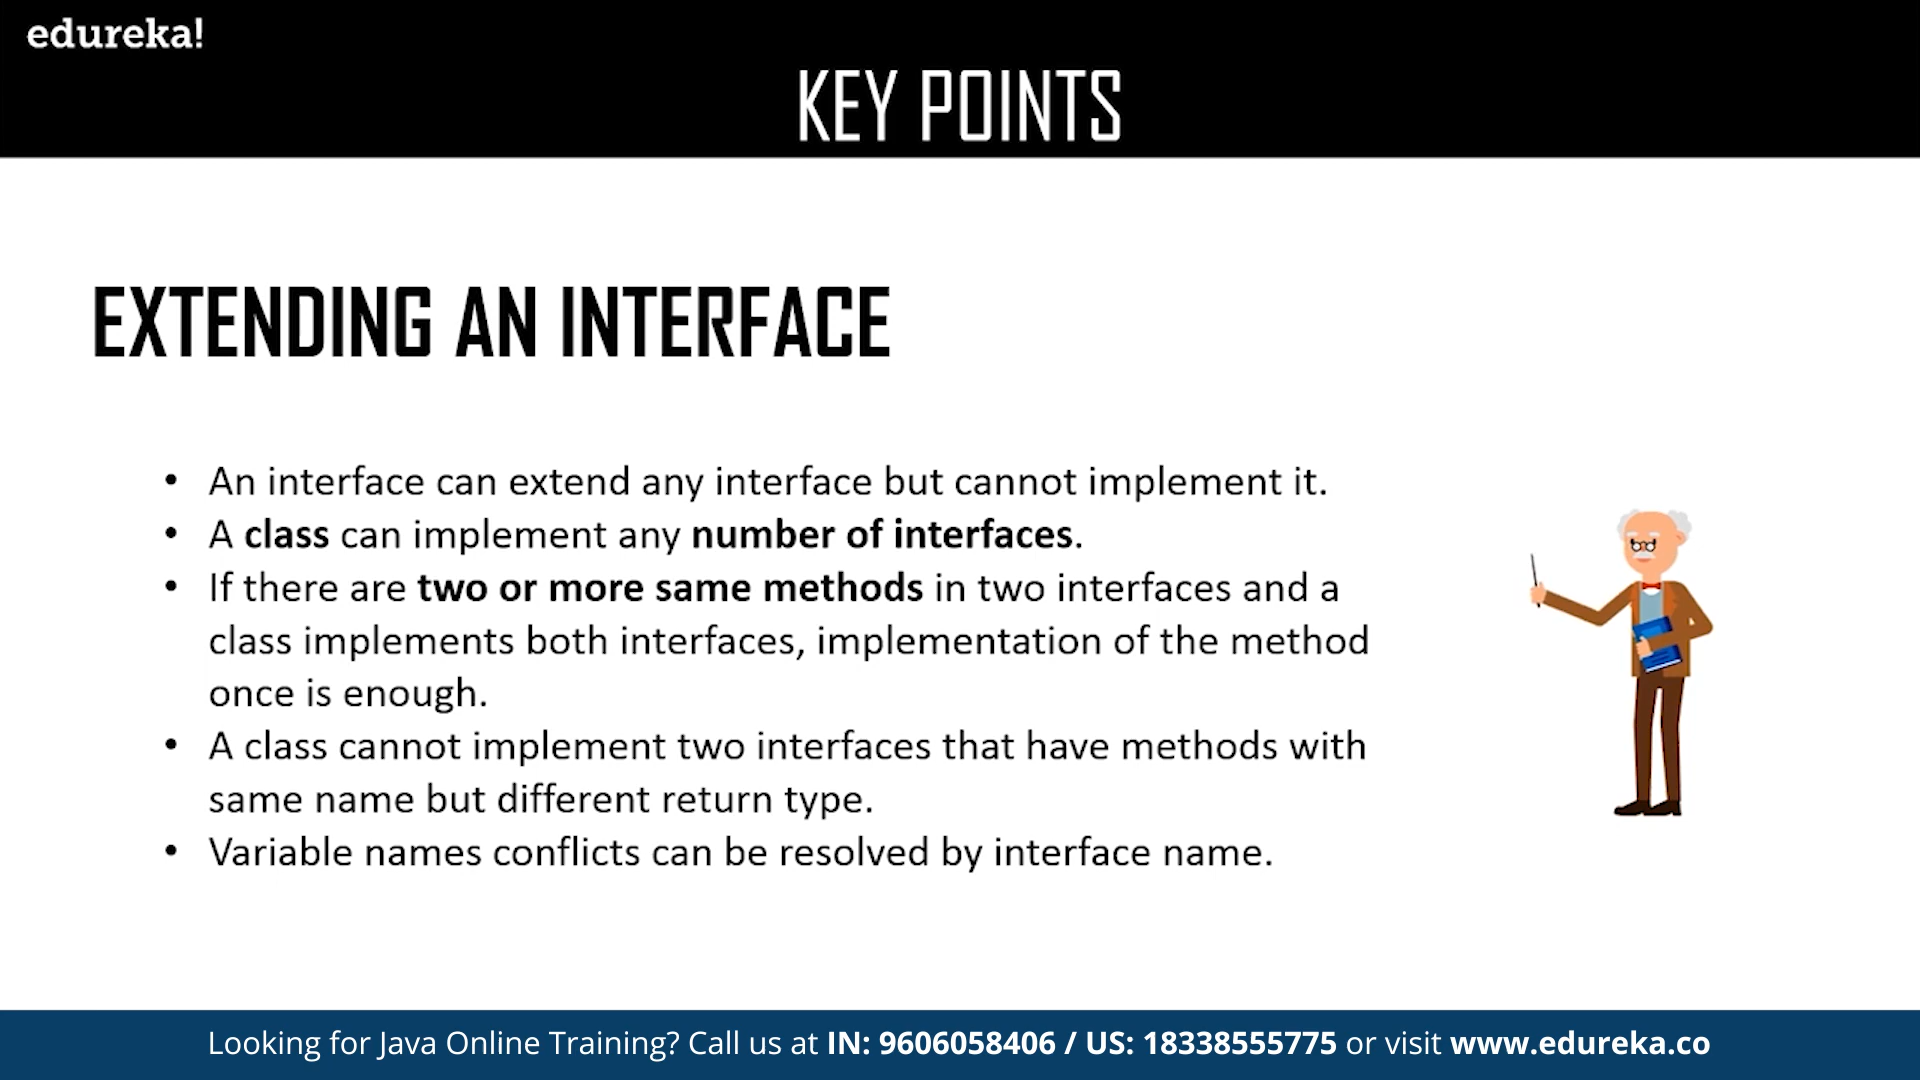 edureka!
KEY POINTS
EXTENDING AN INTERFACE
• An interface can extend any interface but cannot implement it.
• A class can implement any number of interfaces.
• If there are two or more same methods in two interfaces and a
class implements both interfaces, implementation of the method
once is enough.
• A class cannot implement two interfaces that have methods with
same name but different return type.
• Variable names conflicts can be resolved by interface name.
Looking for Java Online Training? Call us at IN: 9606058406 / US: 18338555775 or visit www.edureka.co